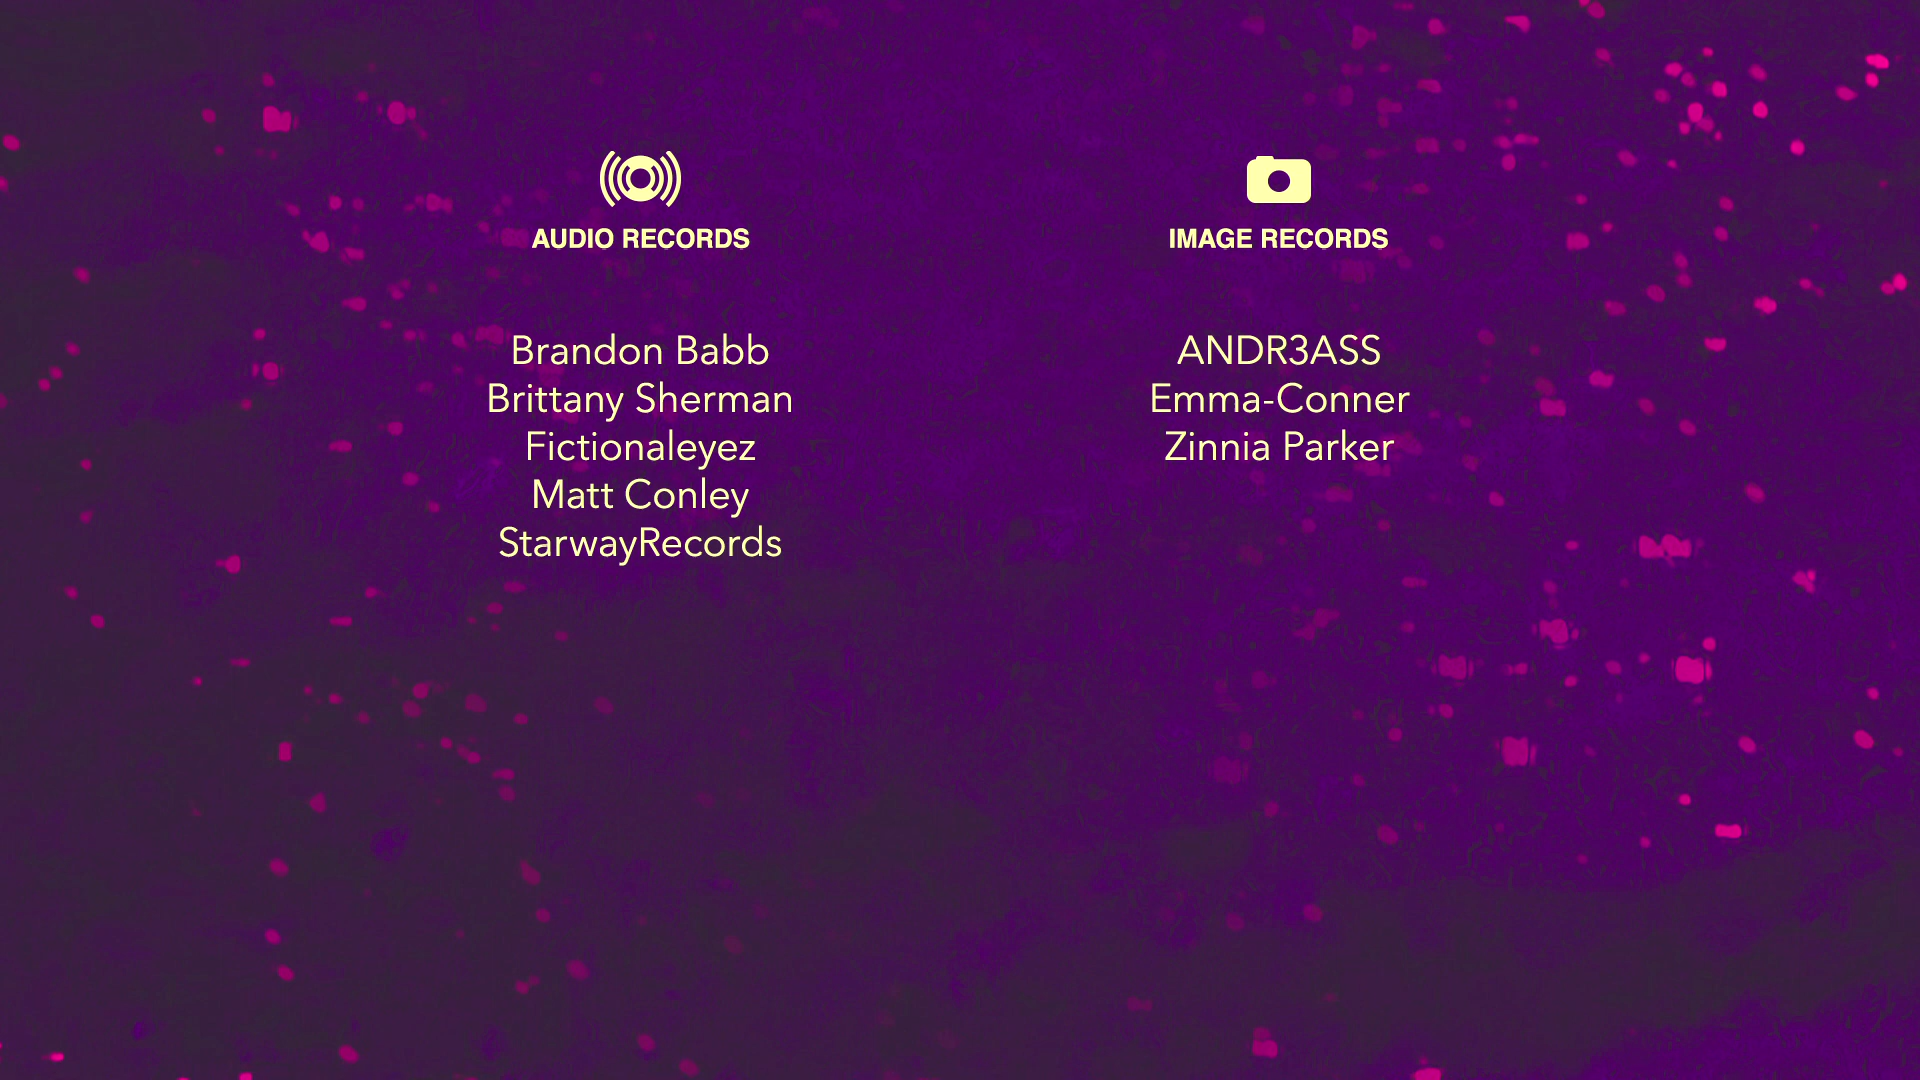 AUDIO RECORDS
Brandon Babb
Brittany Sherman
Fictionaleyez
Matt Conley
StarwayRecords
IMAGE RECORDS
ANDR3ASS
Emma-Conner
Zinnia Parker